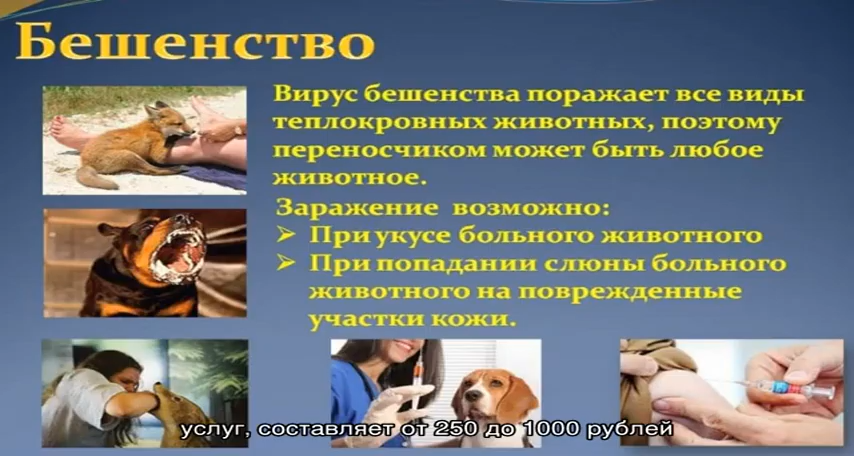 Бешенство
Вирус бешенства поражает все виды
теплокровных животных, поэтому
переносчиком может быть любое
животное.
Заражение возможно:
➢ При укусе больного животного
➢ При попадании слюны больного
животного на поврежденные
участки кожи.
услуг, составляет от 250 до 1000 рублей